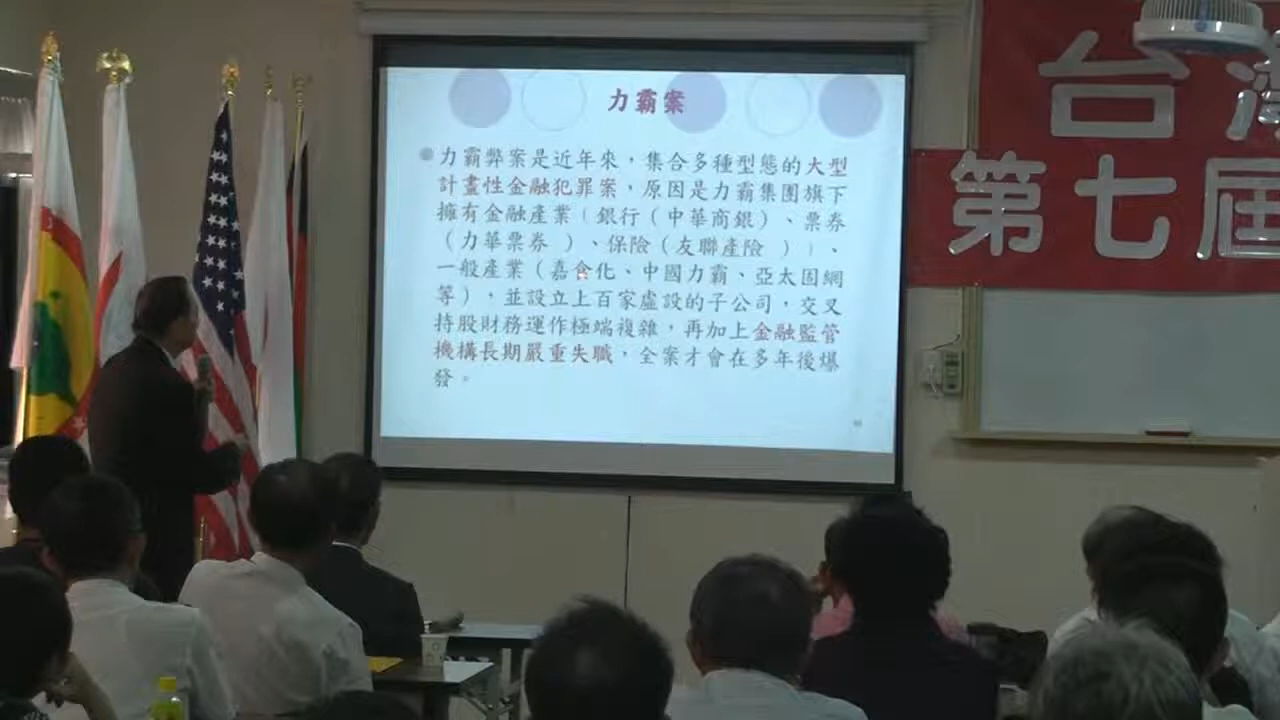 力霸案
力霸弊案是近年來，集合多種型態的大型
計畫性金融犯罪案，原因是力霸集團旗下
擁有金融產業（銀行（中華商銀）、票券
（力華票券）、保險（友聯產險））、
一般產業（嘉食化、中國力霸、亞太固網
等），並設立上百家虛設的子公司，交叉
持股財務運作極端複雜，再加上金融監管
機構長期嚴重失職，全案才會在多年後爆
發。
台灣
第七屆